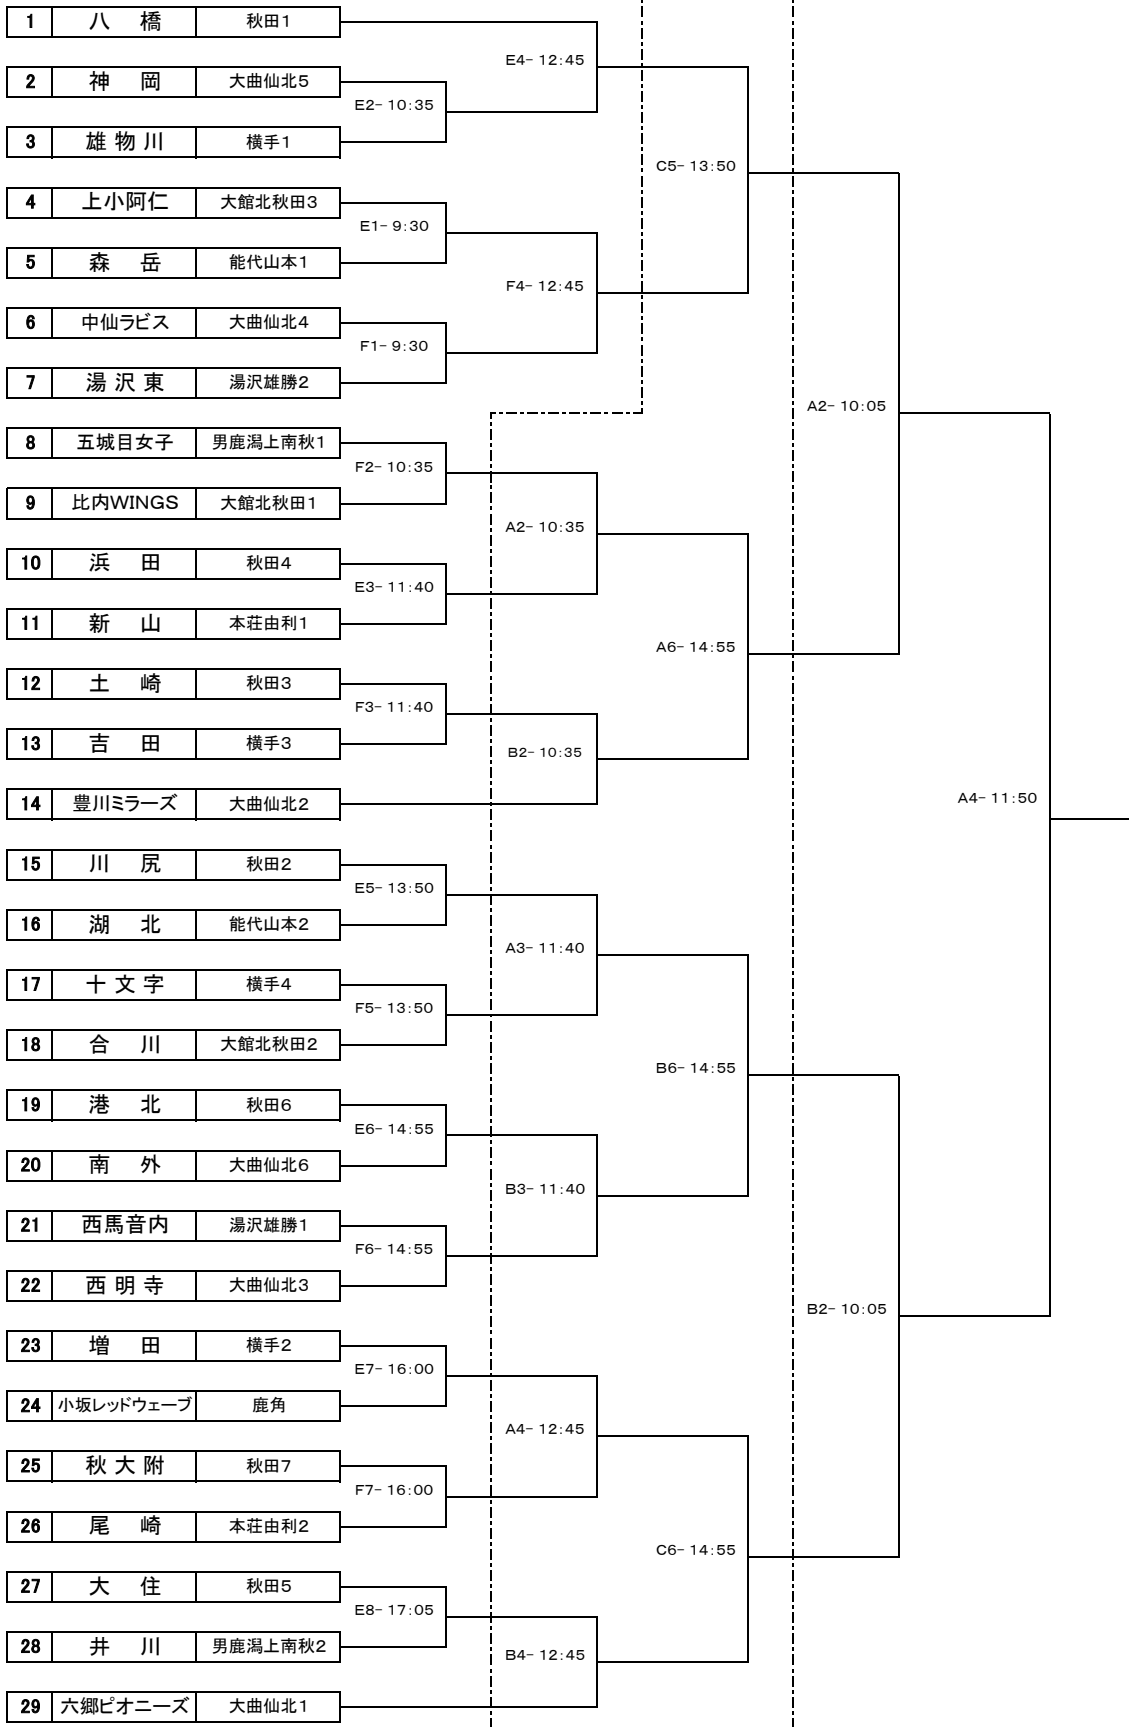 1 八 橋 秋田1
E4- 12:45
2 神 岡 大曲仙北5
E2- 10:35
3 雄 物 川 横手1
C5- 13:50
4 上小阿仁 大館北秋田3
E1- 9:30
5 森 岳 能代山本1
F4- 12:45
6 中仙ラビス 大曲仙北4
F1- 9:30
7 湯 沢 東 湯沢雄勝2
A2- 10:05
8 五城目女子 男鹿潟上南秋1
F2- 10:35
9 比内WINGS 大館北秋田1
A2- 10:35
10 浜 田 秋田4
E3- 11:40
11 新 山 本荘由利1
A6- 14:55
12 土 崎 秋田3
F3- 11:40
13 吉 田 横手3
B2- 10:35
14 豊川ミラーズ 大曲仙北2
A4- 11:50
15 川 尻 秋田2
E5- 13:50
16 湖 北 能代山本2
A3- 11:40
17 十 文 字 横手4
F5- 13:50
18 合 川 大館北秋田2
B6- 14:55
19 港 北 秋田6
E6- 14:55
20 南 外 大曲仙北6
B3- 11:40
21 西馬音内 湯沢雄勝1
F6- 14:55
22 西 明 寺 大曲仙北3
B2- 10:05
23 増 田 横手2
E7- 16:00
24 小坂レッドウェーブ 鹿角
A4- 12:45
25 秋 大 附 秋田7
F7- 16:00
26 尾 崎 本荘由利2
C6- 14:55
27 大 住 秋田5
E8- 17:05
28 井 川 男鹿潟上南秋2
B4- 12:45
29 六郷ピオニーズ 大曲仙北1